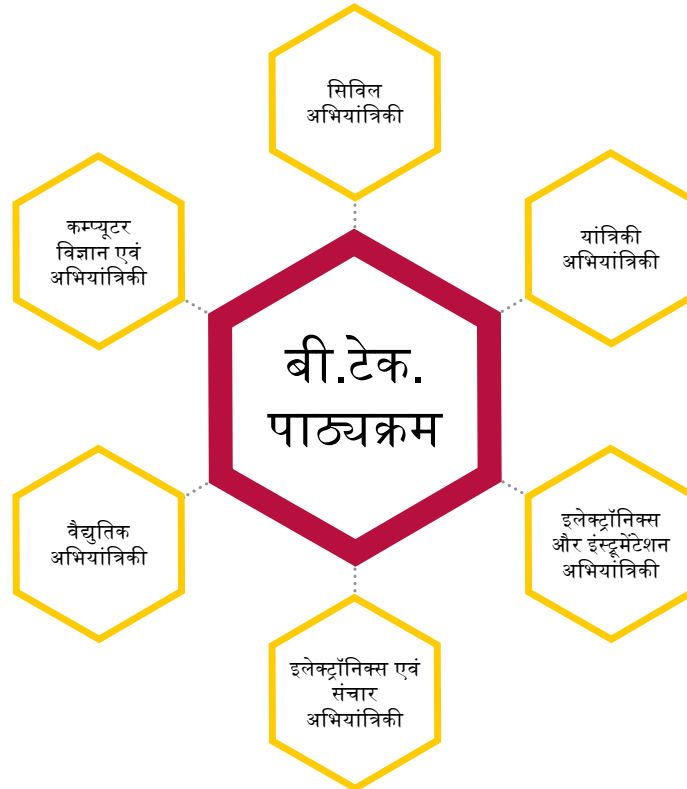 सिविल
अभियांत्रिकी
कम्प्यूटर
विज्ञान एवं
अभियांत्रिकी
यांत्रिकी
अभियांत्रिकी
बी.टेक.
पाठ्यक्रम
वैद्युतिक
अभियांत्रिकी
इलेक्ट्रॉनिक्स
और इंस्ट्रूमेंटेशन
अभियांत्रिकी
इलेक्ट्रॉनिक्स एवं
संचार
अभियांत्रिकी